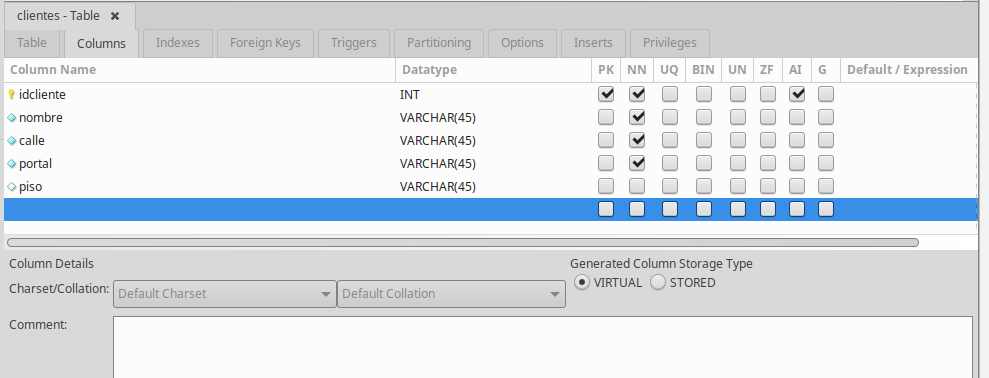 clientes - Table
Table Columns Indexes Foreign Keys Triggers Partitioning Options Inserts Privileges
Column Name Datatype PK NN UQ BIN UN ZF AI G Default / Expression
idcliente INT
nombre VARCHAR(45)
calle VARCHAR(45)
portal VARCHAR(45)
piso VARCHAR(45)
Column Details Generated Column Storage Type
Charset/Collation: Default Charset Default Collation VIRTUAL STORED
Comment: